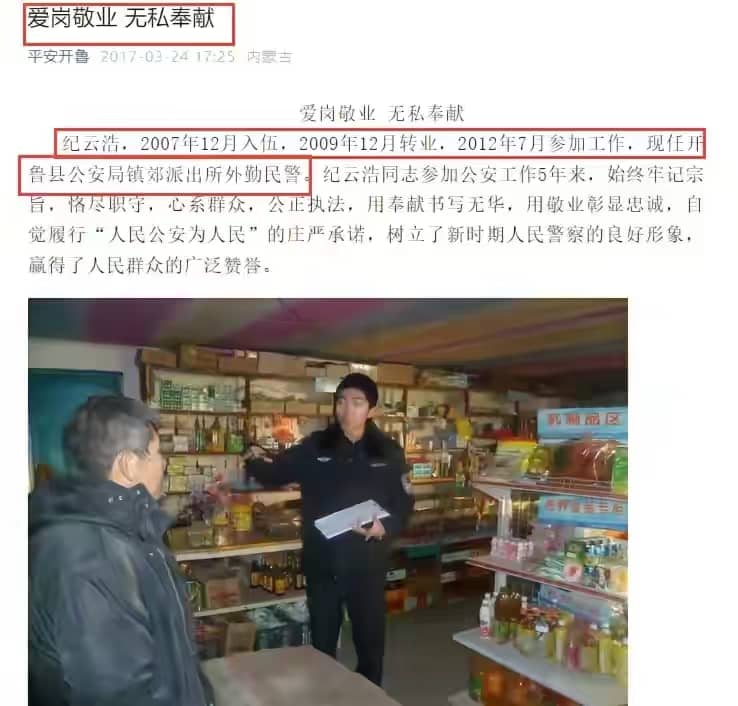 爱岗敬业 无私奉献
平安开鲁 2017-03-24 17:25 内蒙古
爱岗敬业 无私奉献
纪云浩，2007年12月入伍，2009年12月转业，2012年7月参加工作，现任开
鲁县公安局镇郊派出所外勤民警。纪云浩同志参加公安工作5年来，始终牢记宗
旨，恪尽职守，心系群众，公正执法，用奉献书写无华，用敬业彰显忠诚，自
觉履行“人民公安为人民”的庄严承诺，树立了新时期人民警察的良好形象，
赢得了人民群众的广泛赞誉。
乳制品区